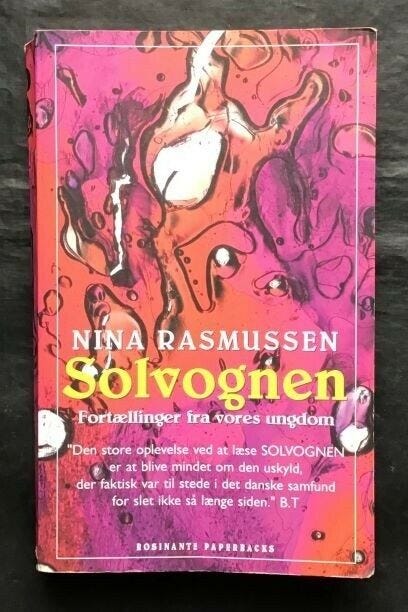 NINA RASMUSSEN
Solvognen
Fortællinger fra vores ungdom
"Den store oplevelse ved at læse SOLVOGNEN
er at blive mindet om den uskyld,
der faktisk var til stede i det danske samfund
for slet ikke så længe siden." B.T
ROSINANTE PAPERBACKS